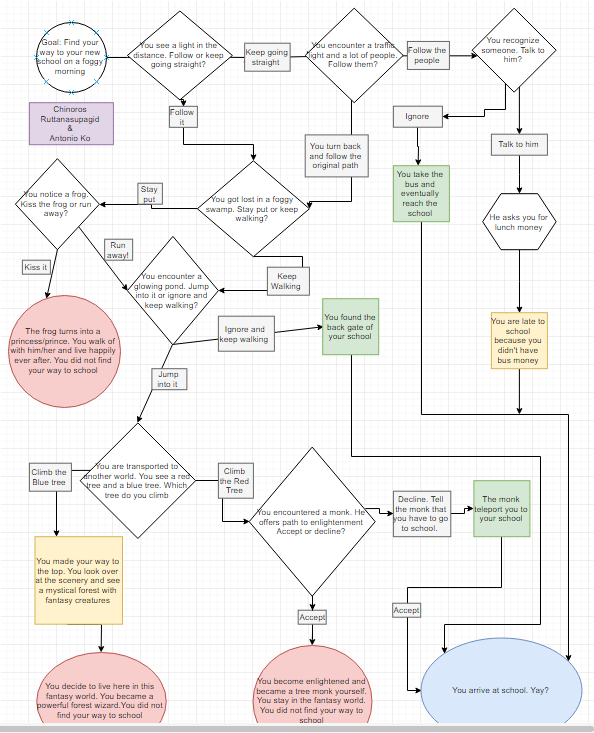 Goal: Find your
way to your new
school on a foggy
morning
You see a light in the
distance. Follow or keep
going straight?
Keep going
straight
You encounter a traffic
light and a lot of people.
Follow them?
Follow the
people
You recognize
someone. Talk to
him?
Chinoros
Ruttanasupagid
&
Antonio Ko
Follow
it
Ignore
You turn back
and follow the
original path
Talk to him
You notice a frog.
Kiss the frog or run
away?
Stay
put
You got lost in a foggy
swamp. Stay put or keep
walking?
You take the
bus and
eventually
reach the
school
He asks you for
lunch money
Run
away!
Kiss it
You encounter a
glowing pond. Jump
into it or ignore and
keep walking?
Keep
Walking
The frog turns into a
princess/prince. You walk of
with him/her and live happily
ever after. You did not find
your way to school
Ignore and
keep walking
You found the
back gate of
your school
You are late to
school
because you
didn't have
bus money
Jump
into it
Climb the
Blue tree
You are transported to
another world. You see a red
tree and a blue tree. Which
tree do you climb
Climb
the Red
Tree
You encountered a monk. He
offers path to enlightenment
Accept or decline?
Decline. Tell
the monk that
you have to go
to school.
The monk
teleport you to
your school
You made your way to
the top. You look over
at the scenery and see
a mystical forest with
fantasy creatures
Accept
Accept
You decide to live here in this
fantasy world. You became a
powerful forest wizard.You did not
find your way to school
You become enlightened and
became a tree monk yourself.
You stay in the fantasy world.
You did not find your way to
school
You arrive at school. Yay?